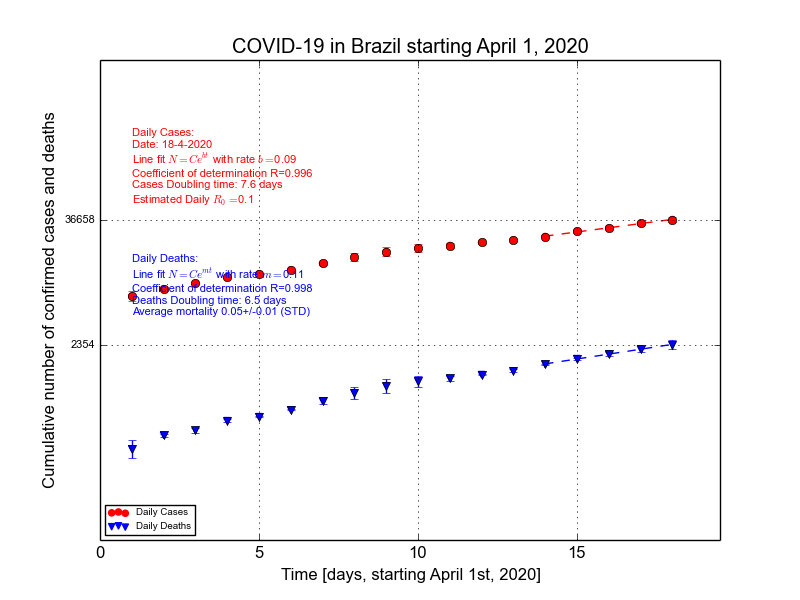 COVID-19 in Brazil starting April 1, 2020
Cumulative number of confirmed cases and deaths
Daily Cases:
Date: 18-4-2020
Line fit N=Ce^{bt} with rate b=0.09
Coefficient of determination R=0.996
Cases Doubling time: 7.6 days
Estimated Daily R_0=0.1
36658
Daily Deaths:
Line fit N=Ce^{mt} with rate m=0.11
Coefficient of determination R=0.998
Deaths Doubling time: 6.5 days
Average mortality 0.05+/-0.01 (STD)
2354
Daily Cases
Daily Deaths
0 5 10 15
Time [days, starting April 1st, 2020]